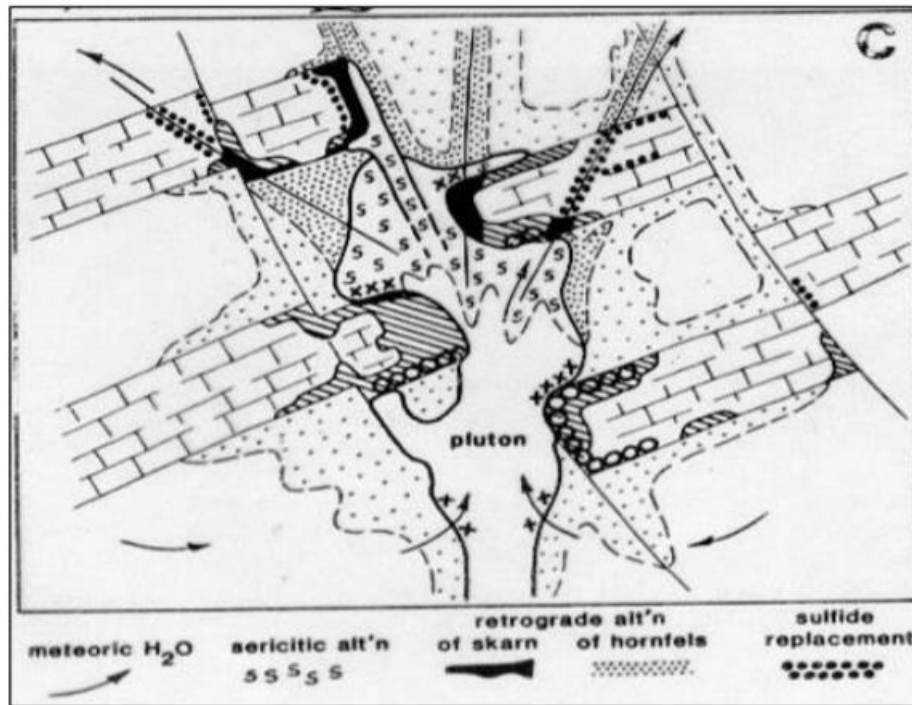 C
pluton
meteoric H₂O
sericitic alt'n
retrograde alt'n
of skarn
of hornfels
sulfide
replacement